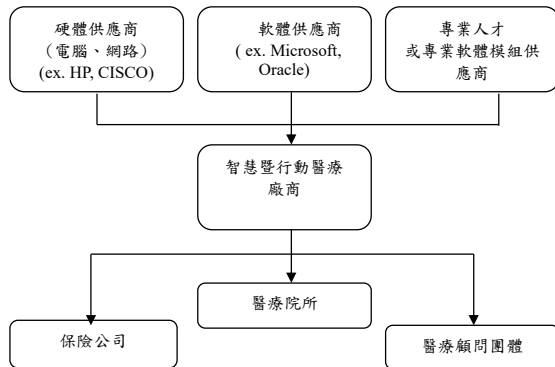 硬體供應商
（電腦、網路）
(ex. HP, CISCO)
軟體供應商
( ex. Microsoft,
Oracle)
專業人才
或專業軟體模組供
應商
智慧暨行動醫療
廠商
醫療院所
保險公司
醫療顧問團體